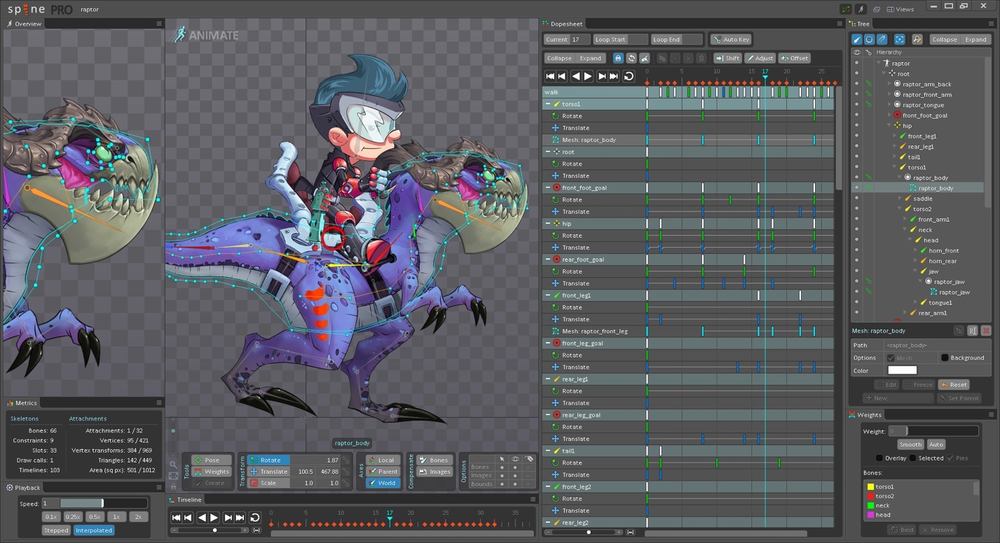 spine PRO raptor
Views
Overview
ANIMATE
Dopesheet
Current 17 Loop Start Loop End Auto Key
Collapse Expand Shift Adjust Offset
0 5 10 15 17 20 25
walk
torso1
Rotate
Translate
Mesh: raptor_body
root
Rotate
Translate
front_foot_goal
Rotate
Translate
hip
Rotate
Translate
rear_foot_goal
Rotate
Translate
front_leg1
Rotate
Translate
Mesh: raptor_front_leg
front_leg_goal
Rotate
Translate
rear_leg1
Rotate
Translate
rear_leg_goal
Rotate
Translate
tail1
Rotate
Translate
front_leg2
Rotate
Translate
rear_leg2
Tree
Collapse Expand
Hierarchy
raptor
root
raptor_arm_back
raptor_front_arm
raptor_tongue
front_foot_goal
hip
front_leg1
rear_leg1
tail1
torso1
raptor_body
raptor_body
saddle
torso2
front_arm1
neck
head
horn_front
horn_rear
jaw
raptor_jaw
raptor_jaw
tongue1
rear_arm1
Mesh: raptor_body
Path <raptor_body>
Options Mesh Background
Color
Edit Freeze Reset
New... Set Parent
Weights
Weight: 0
Smooth Auto
Overlay Selected Pies
Bones:
torso1
torso2
neck
head
Bind Remove
Metrics
Skeletons
Bones: 66
Constraints: 9
Slots: 33
Draw calls: 1
Timelines: 103
Attachments
Attachments: 1 / 32
Vertices: 95 / 421
Vertex transforms: 384 / 969
Triangles: 142 / 449
Area (sq px): 501 / 1012
Playback
Speed: 1
0.1x 0.25x 0.5x 1x 2x
Stepped Interpolated
raptor_body
Tools
Pose
Weights
Create
Transform
Rotate 1.87
Translate 100.5 467.88
Scale 1.0 1.0
Axes
Local
Parent
World
Compensate
Bones
Images
Options
Bones
Images
Bounds
Timeline
0 5 10 15 17 20 25 30 35